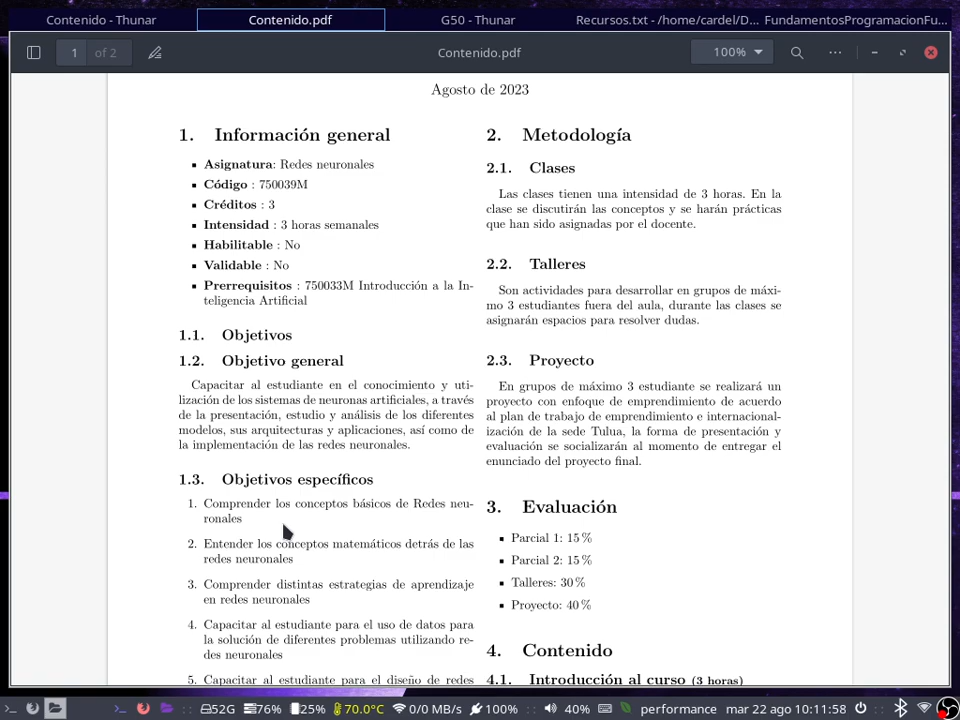 Contenido - Thunar
Contenido.pdf
G50 - Thunar
Recursos.txt - /home/cardel/D...
FundamentosProgramacionFu...
1 of 2
Contenido.pdf
100%
Agosto de 2023
1. Información general
Asignatura: Redes neuronales
Código : 750039M
Créditos : 3
Intensidad : 3 horas semanales
Habilitable : No
Validable : No
Prerrequisitos : 750033M Introducción a la In-
teligencia Artificial
1.1. Objetivos
1.2. Objetivo general
Capacitar al estudiante en el conocimiento y uti-
lización de los sistemas de neuronas artificiales, a través
de la presentación, estudio y análisis de los diferentes
modelos, sus arquitecturas y aplicaciones, así como de
la implementación de las redes neuronales.
1.3. Objetivos específicos
1. Comprender los conceptos básicos de Redes neu-
ronales
2. Entender los conceptos matemáticos detrás de las
redes neuronales
3. Comprender distintas estrategias de aprendizaje
en redes neuronales
4. Capacitar al estudiante para el uso de datos para
la solución de diferentes problemas utilizando re-
des neuronales
5. Capacitar al estudiante para el diseño de redes
2. Metodología
2.1. Clases
Las clases tienen una intensidad de 3 horas. En la
clase se discutirán las conceptos y se harán prácticas
que han sido asignadas por el docente.
2.2. Talleres
Son actividades para desarrollar en grupos de máxi-
mo 3 estudiantes fuera del aula, durante las clases se
asignarán espacios para resolver dudas.
2.3. Proyecto
En grupos de máximo 3 estudiante se realizará un
proyecto con enfoque de emprendimiento de acuerdo
al plan de trabajo de emprendimiento e internacional-
ización de la sede Tulua, la forma de presentación y
evaluación se socializarán al momento de entregar el
enunciado del proyecto final.
3. Evaluación
Parcial 1: 15 %
Parcial 2: 15 %
Talleres: 30 %
Proyecto: 40 %
4. Contenido
4.1. Introducción al curso (3 horas)
52G 76% 25% 70.0°C 0/0 MB/s 100% :: 40% performance mar 22 ago 10:11:58